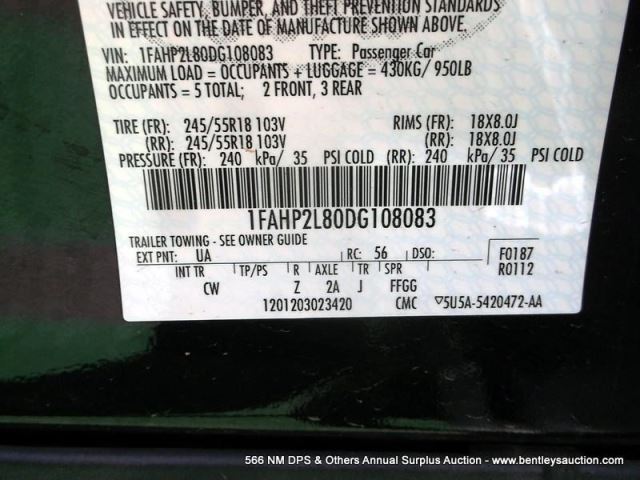 VEHICLE SAFETY, BUMPER, AND THEFT PREVENTION STANDARDS
IN EFFECT ON THE DATE OF MANUFACTURE SHOWN ABOVE.
VIN: 1FAHP2L80DG108083 TYPE: Passenger Car
MAXIMUM LOAD = OCCUPANTS + LUGGAGE = 430KG/ 950LB
OCCUPANTS = 5 TOTAL; 2 FRONT, 3 REAR
TIRE (FR): 245/55R18 103V RIMS (FR): 18X8.0J
(RR): 245/55R18 103V (RR): 18X8.0J
PRESSURE (FR): 240 kPa/ 35 PSI COLD (RR): 240 kPa/ 35 PSI COLD
1FAHP2L80DG108083
TRAILER TOWING - SEE OWNER GUIDE
EXT PNT: UA RC: 56 DSO: F0187
INT TR TP/PS R AXLE TR SPR R0112
CW Z 2A J FFGG
1201203023420 CMC ▽5U5A-5420472-AA
566 NM DPS & Others Annual Surplus Auction - www.bentleysauction.com